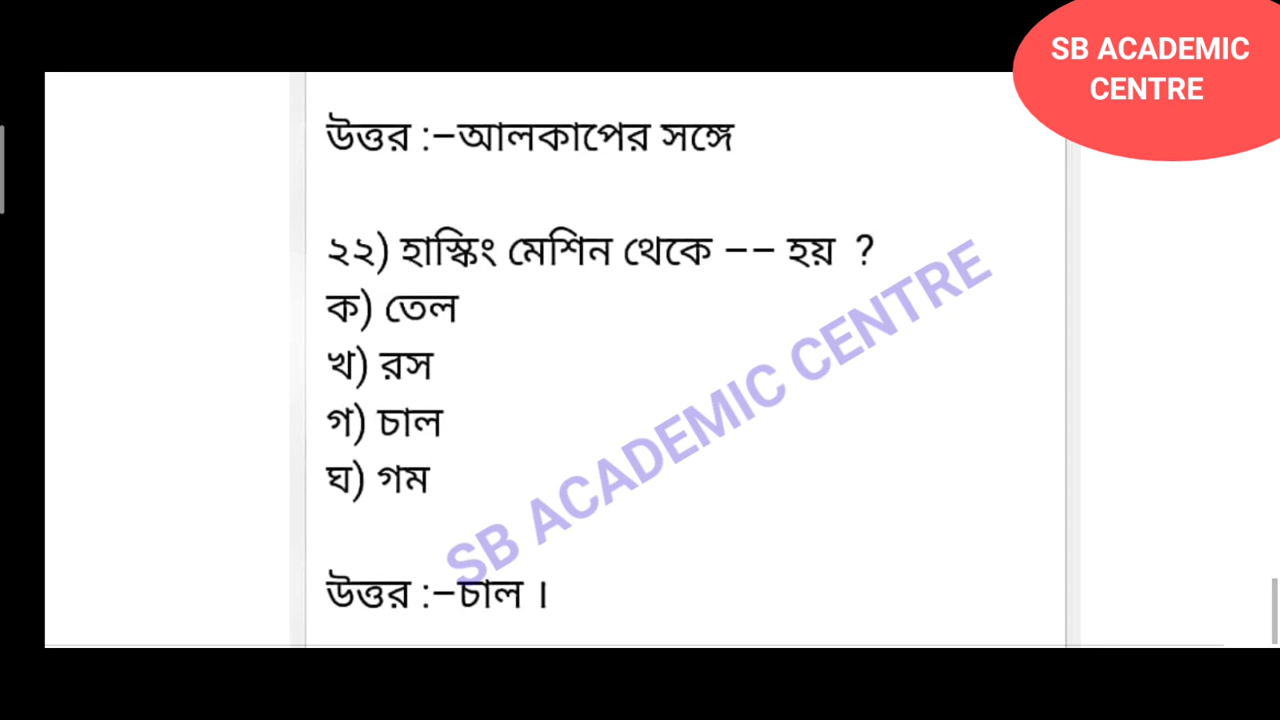 SB ACADEMIC
CENTRE
উত্তর :–আলকাপের সঙ্গে
২২) হাস্কিং মেশিন থেকে –– হয় ?
ক) তেল
খ) রস
গ) চাল
ঘ) গম
SB ACADEMIC CENTRE
উত্তর :–চাল ।